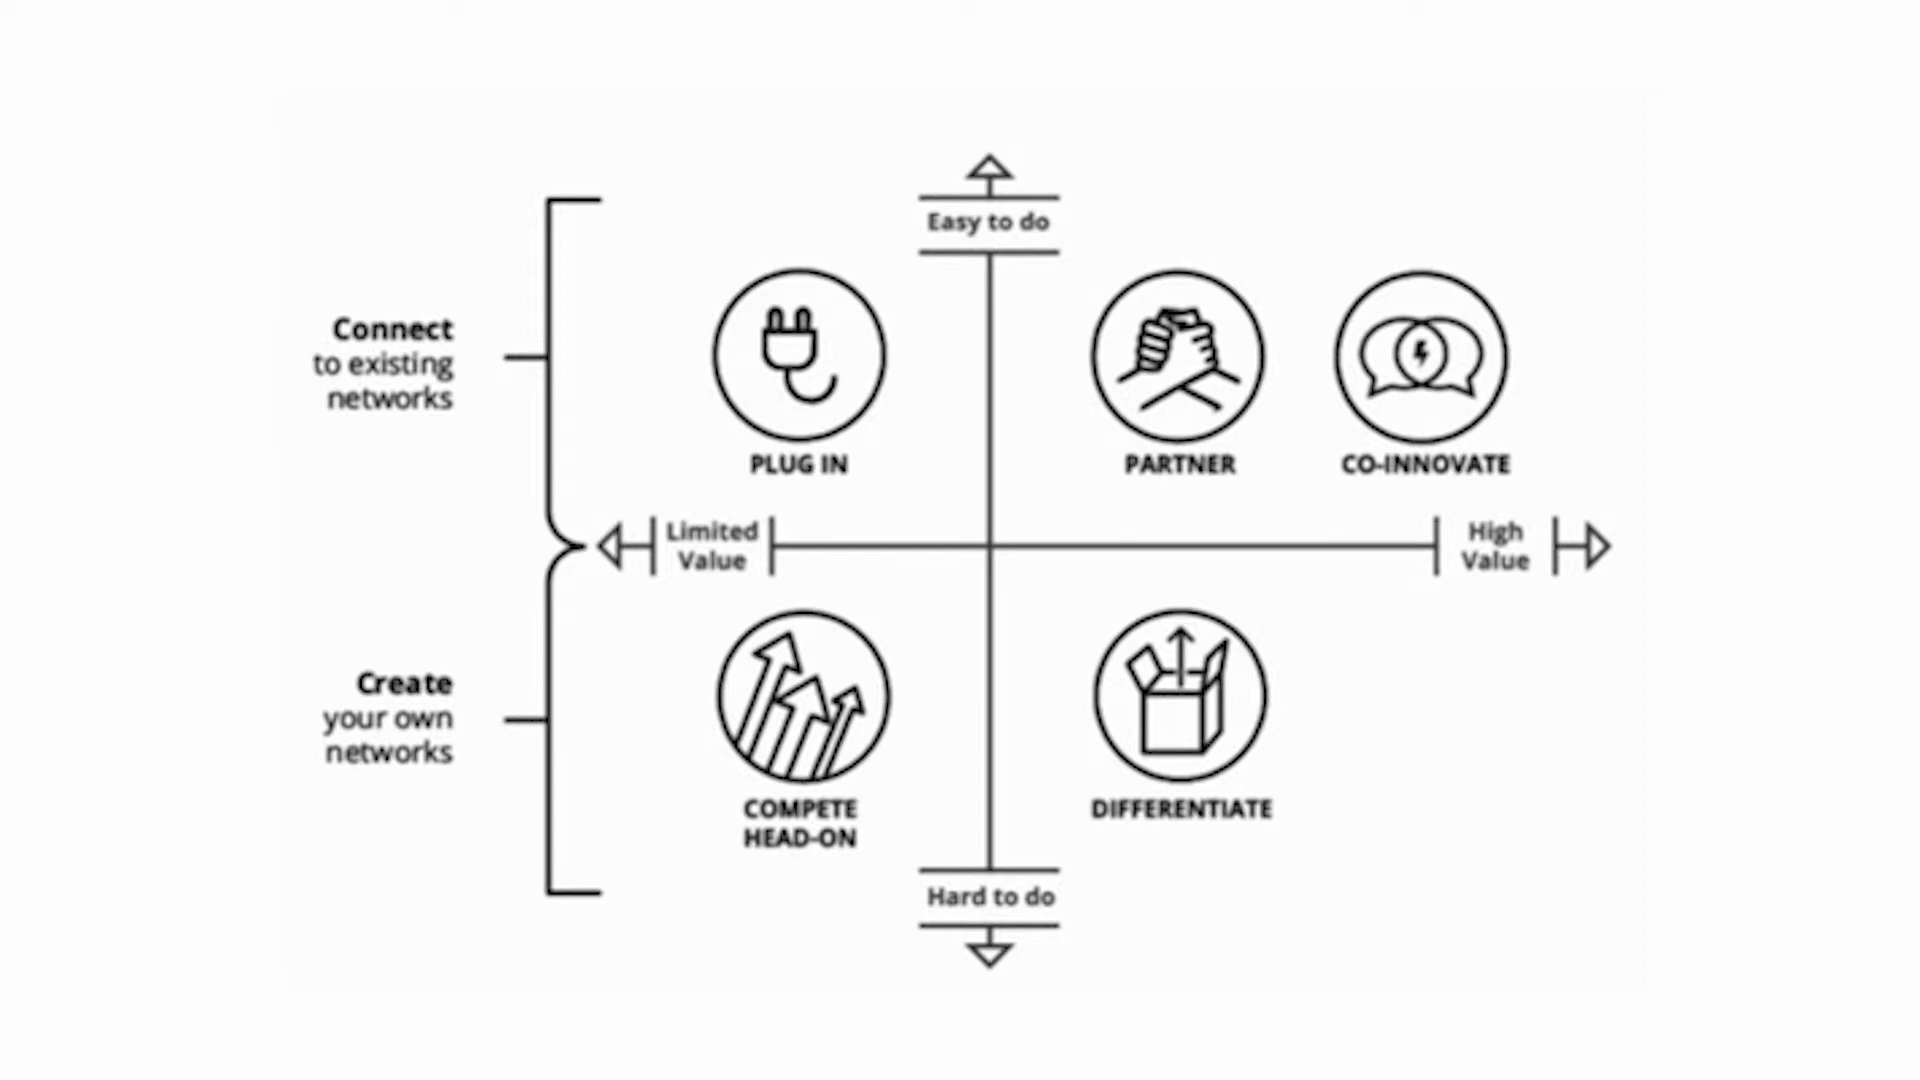 Easy to do
Connect
to existing
networks
PLUG IN
PARTNER
CO-INNOVATE
Limited
Value
High
Value
Create
your own
networks
COMPETE
HEAD-ON
DIFFERENTIATE
Hard to do